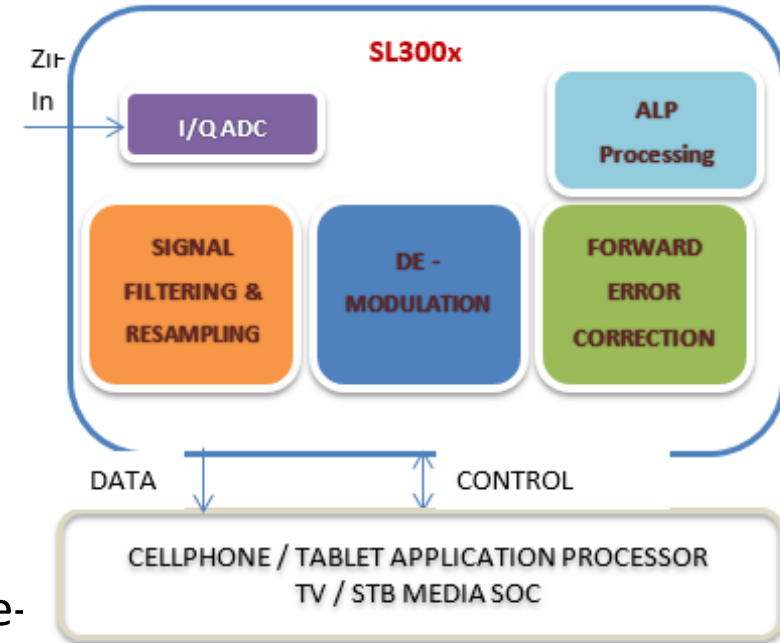 SL300x
ZIF
In
I/Q ADC
ALP
Processing
SIGNAL
FILTERING &
RESAMPLING
DE -
MODULATION
FORWARD
ERROR
CORRECTION
DATA
CONTROL
CELLPHONE / TABLET APPLICATION PROCESSOR
TV / STB MEDIA SOC
e-